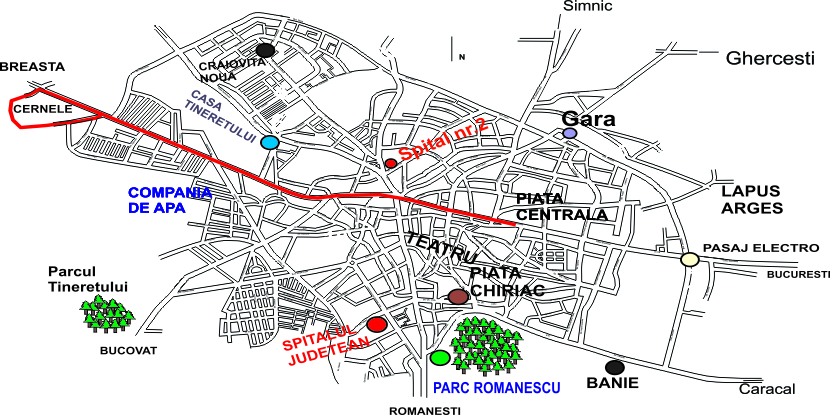 Simnic
N
Ghercesti
BREASTA
CRAIOVITA
NOUA
CERNELE
CASA
TINERETULUI
Gara
Spital nr.2
COMPANIA
DE APA
PIATA
CENTRALA
LAPUS
ARGES
TEATRU
PASAJ ELECTRO
BUCURESTI
Parcul
Tineretului
PIATA
CHIRIAC
SPITALUL
JUDETEAN
BUCOVAT
PARC ROMANESCU
BANIE
Caracal
ROMANESTI